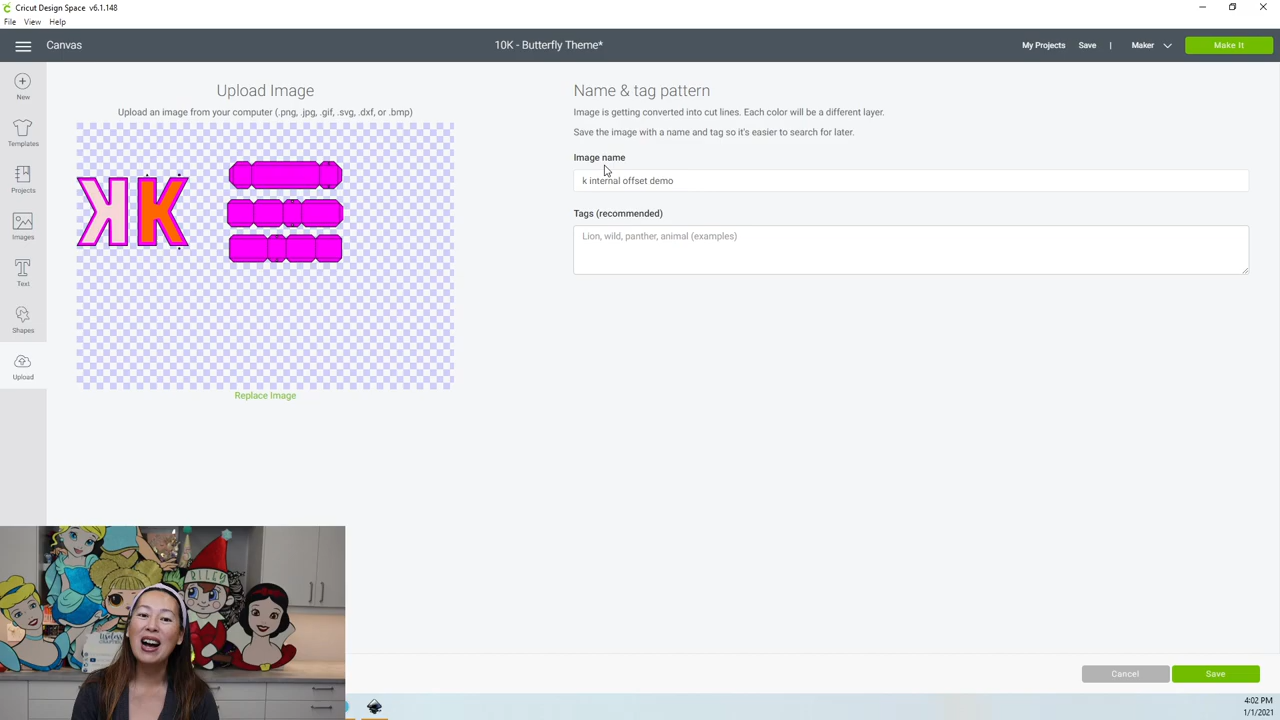 Cricut Design Space v6.1.148
File View Help
Canvas
10K - Butterfly Theme*
My Projects Save | Maker Make It
New
Templates
Projects
Images
Text
Shapes
Upload
Upload Image
Upload an image from your computer (.png, .jpg, .gif, .svg, .dxf, or .bmp)
K K
Replace Image
Name & tag pattern
Image is getting converted into cut lines. Each color will be a different layer.
Save the image with a name and tag so it's easier to search for later.
Image name
k internal offset demo
Tags (recommended)
Lion, wild, panther, animal (examples)
RILEY
Cancel Save
4:02 PM
1/1/2021